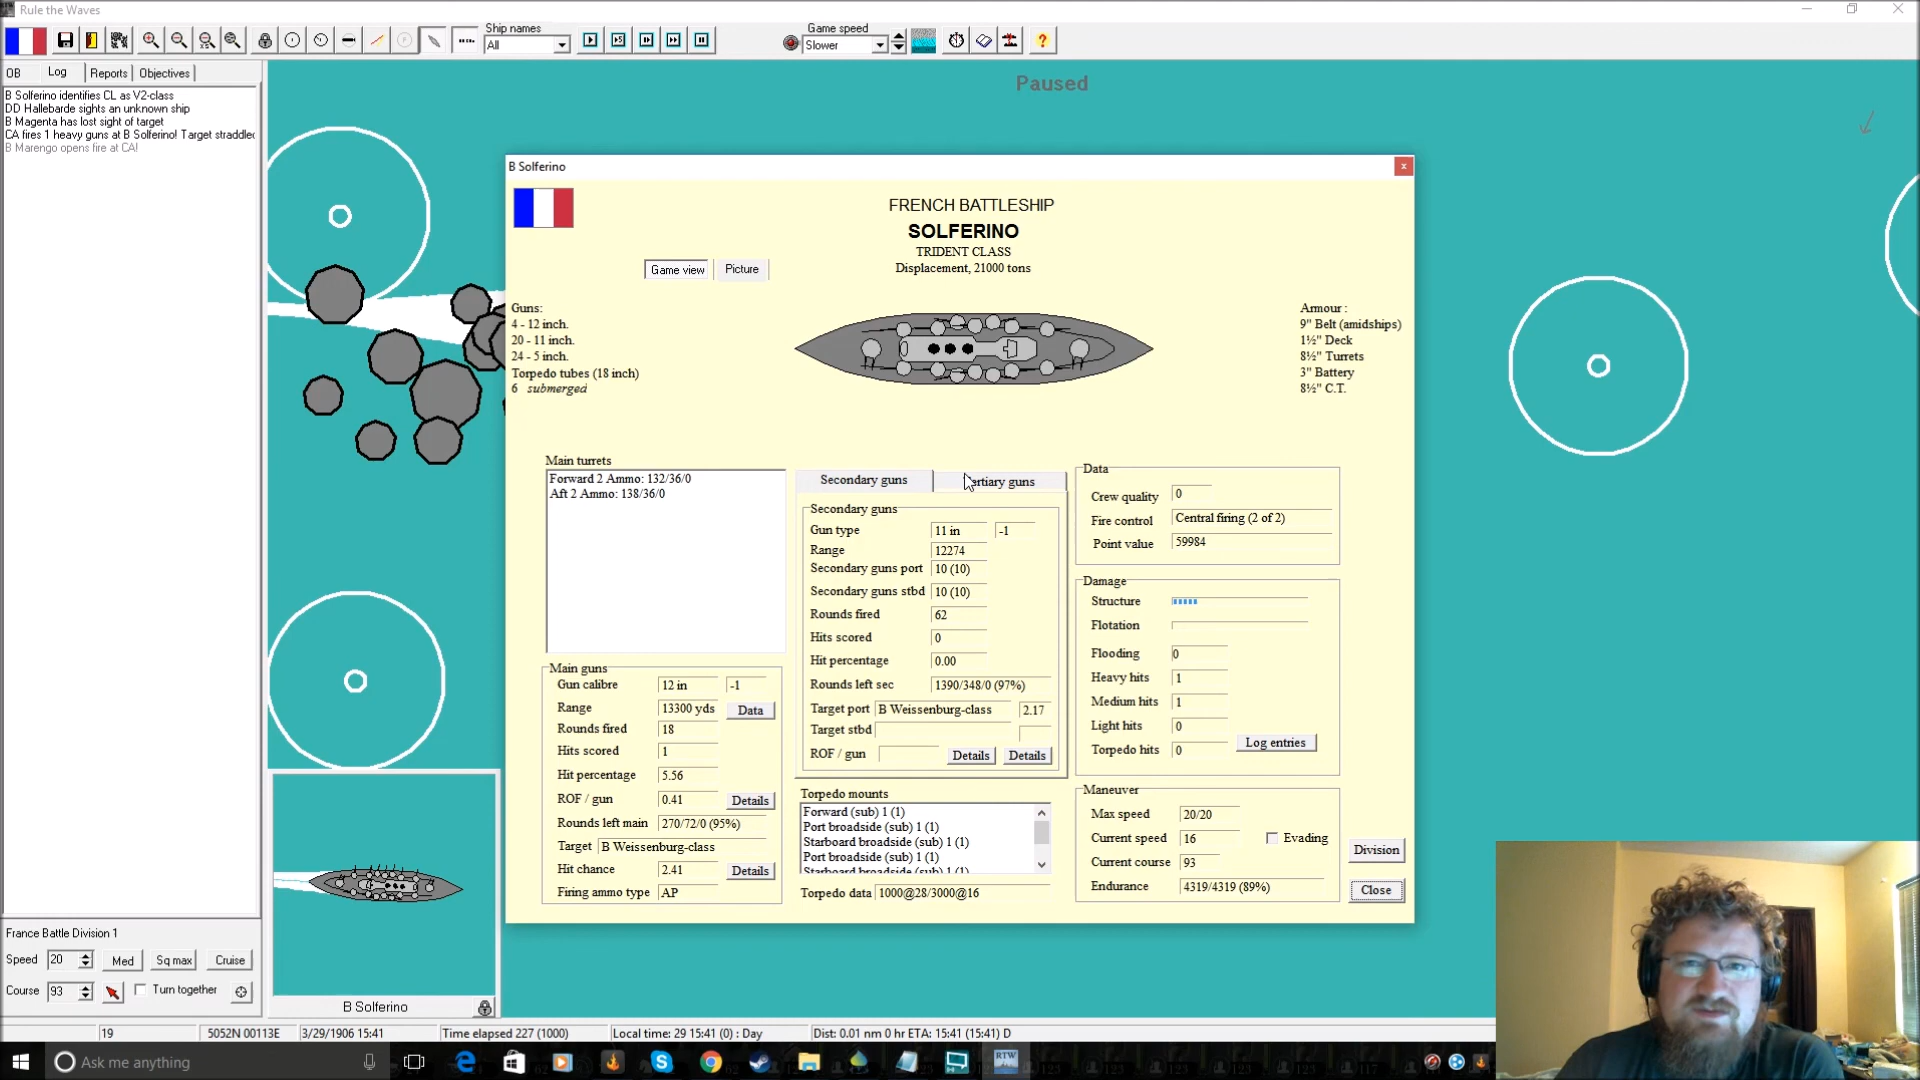 Rule the Waves
Ship names
All
Game speed
Slower
OB
Log
Reports
Objectives
B Solferino identifies CL as V2-class
DD Hallebarde sights an unknown ship
B Magenta has lost sight of target
CA fires 1 heavy guns at B Solferino! Target straddled
B Marengo opens fire at CA!
Paused
B Solferino
FRENCH BATTLESHIP
SOLFERINO
TRIDENT CLASS
Displacement, 21000 tons
Game view
Picture
Guns:
4 - 12 inch.
20 - 11 inch.
24 - 5 inch.
Torpedo tubes (18 inch)
6 submerged
Armour :
9" Belt (amidships)
1½" Deck
8½" Turrets
3" Battery
8½" C.T.
Main turrets
Forward 2 Ammo: 132/36/0
Aft 2 Ammo: 138/36/0
Main guns
Gun calibre 12 in -1
Range 13300 yds Data
Rounds fired 18
Hits scored 1
Hit percentage 5.56
ROF / gun 0.41 Details
Rounds left main 270/72/0 (95%)
Target B Weissenburg-class
Hit chance 2.41 Details
Firing ammo type AP
Secondary guns
Tertiary guns
Secondary guns
Gun type 11 in -1
Range 12274
Secondary guns port 10 (10)
Secondary guns stbd 10 (10)
Rounds fired 62
Hits scored 0
Hit percentage 0.00
Rounds left sec 1390/348/0 (97%)
Target port B Weissenburg-class 2.17
Target stbd
ROF / gun Details Details
Torpedo mounts
Forward (sub) 1 (1)
Port broadside (sub) 1 (1)
Starboard broadside (sub) 1 (1)
Port broadside (sub) 1 (1)
Starboard broadside (sub) 1 (1)
Torpedo data 1000@28/3000@16
Data
Crew quality 0
Fire control Central firing (2 of 2)
Point value 59984
Damage
Structure
Flotation
Flooding 0
Heavy hits 1
Medium hits 1
Light hits 0
Torpedo hits 0
Log entries
Maneuver
Max speed 20/20
Current speed 16 Evading
Current course 93
Endurance 4319/4319 (89%)
Division
Close
France Battle Division 1
Speed 20 Med Sq max Cruise
Course 93 Turn together
B Solferino
19
5052N 00113E
3/29/1906 15:41
Time elapsed 227 (1000)
Local time: 29 15:41 (0) : Day
Dist: 0.01 nm 0 hr ETA: 15:41 (15:41) D
Ask me anything
RTW